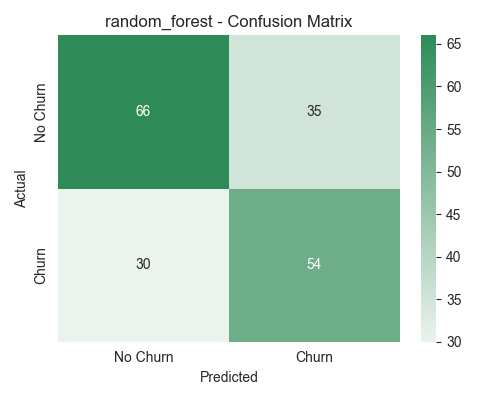 random_forest - Confusion Matrix
No Churn
66
35
Actual
Churn
30
54
No Churn
Churn
Predicted
65
60
55
50
45
40
35
30